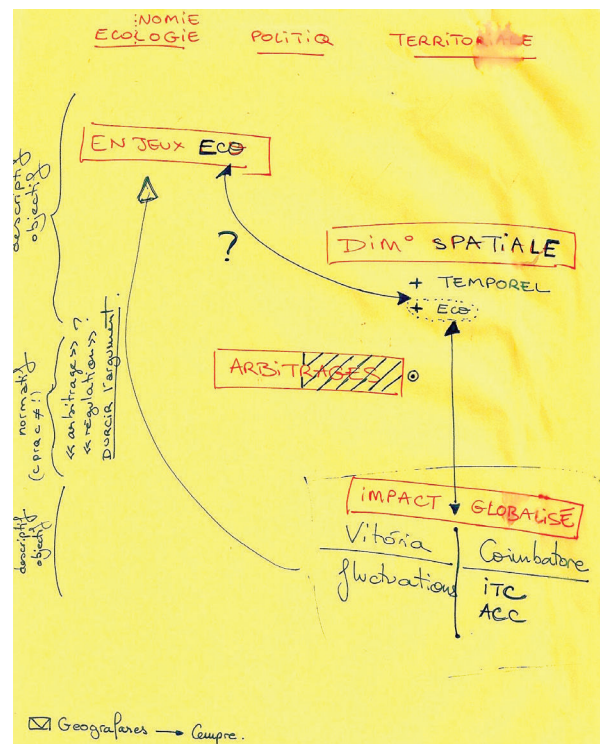 NOMIE
ECOLOGIE POLITIQ TERRITORIALE
ENJEUX ECO
descriptif
objectif
?
DIM° SPATIALE
+ TEMPOREL
+ ECO
normatif
(cprac ≠ !)
<<arbitrages>> ?
<<régulations>>
DURCIR l'argument.
ARBITRAGES
descriptif
objectif
IMPACT GLOBALISÉ
Vitória Coimbatore
fluctuations iTC
ACC
Geografares → Cempre.